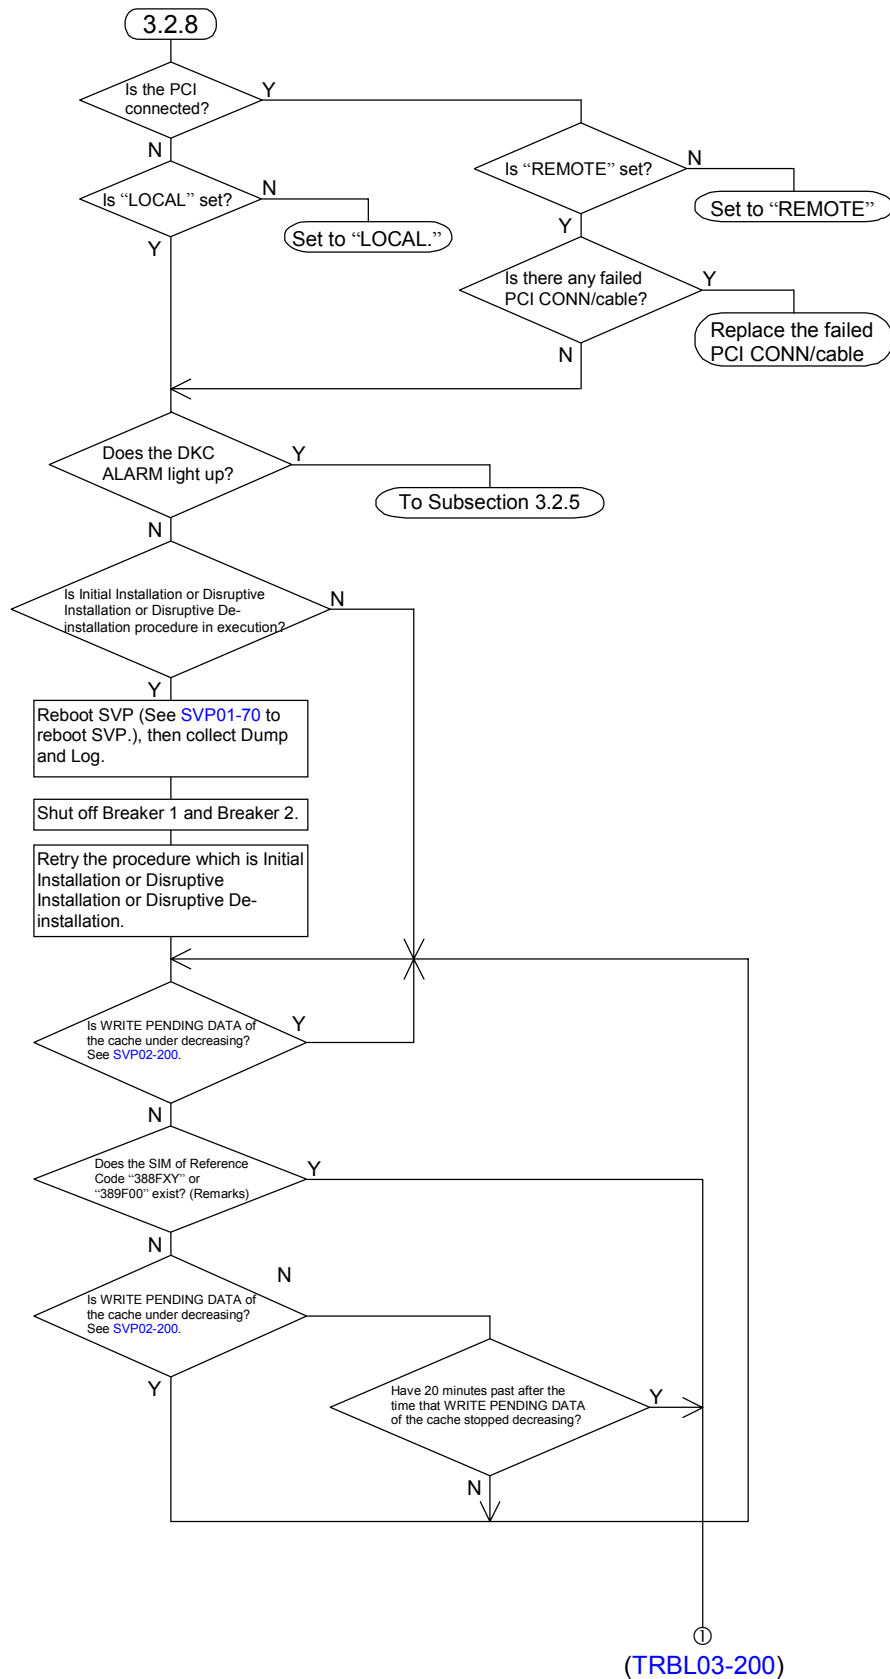 3.2.8
Is the PCI
connected?
Y
N
Is “LOCAL” set?
N
Set to “LOCAL.”
Y
Is “REMOTE” set?
N
Set to “REMOTE”
Y
Is there any failed
PCI CONN/cable?
Y
Replace the failed
PCI CONN/cable
N
Does the DKC
ALARM light up?
Y
To Subsection 3.2.5
N
Is Initial Installation or Disruptive
Installation or Disruptive De-
installation procedure in execution?
N
Y
Reboot SVP (See SVP01-70 to
reboot SVP.), then collect Dump
and Log.
Shut off Breaker 1 and Breaker 2.
Retry the procedure which is Initial
Installation or Disruptive
Installation or Disruptive De-
installation.
Is WRITE PENDING DATA of
the cache under decreasing?
See SVP02-200.
Y
N
Does the SIM of Reference
Code “388FXY” or
“389F00” exist? (Remarks)
Y
N
Is WRITE PENDING DATA of
the cache under decreasing?
See SVP02-200.
N
Y
Have 20 minutes past after the
time that WRITE PENDING DATA
of the cache stopped decreasing?
Y
N
①
(TRBL03-200)